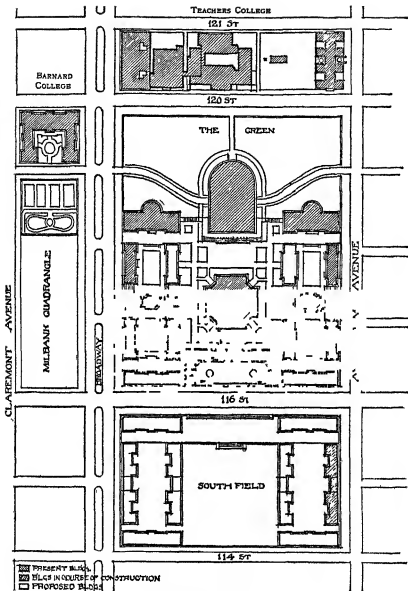 TEACHERS COLLEGE
121 ST
BARNARD
COLLEGE
120 ST
THE GREEN
CLAREMONT AVENUE
MILBANK QUADRANGLE
BROADWAY
AVENUE
116 ST
SOUTH FIELD
114 ST
PRESENT BLDGS.
BLGS IN COURSE OF CONSTRUCTION
PROPOSED BLDGS